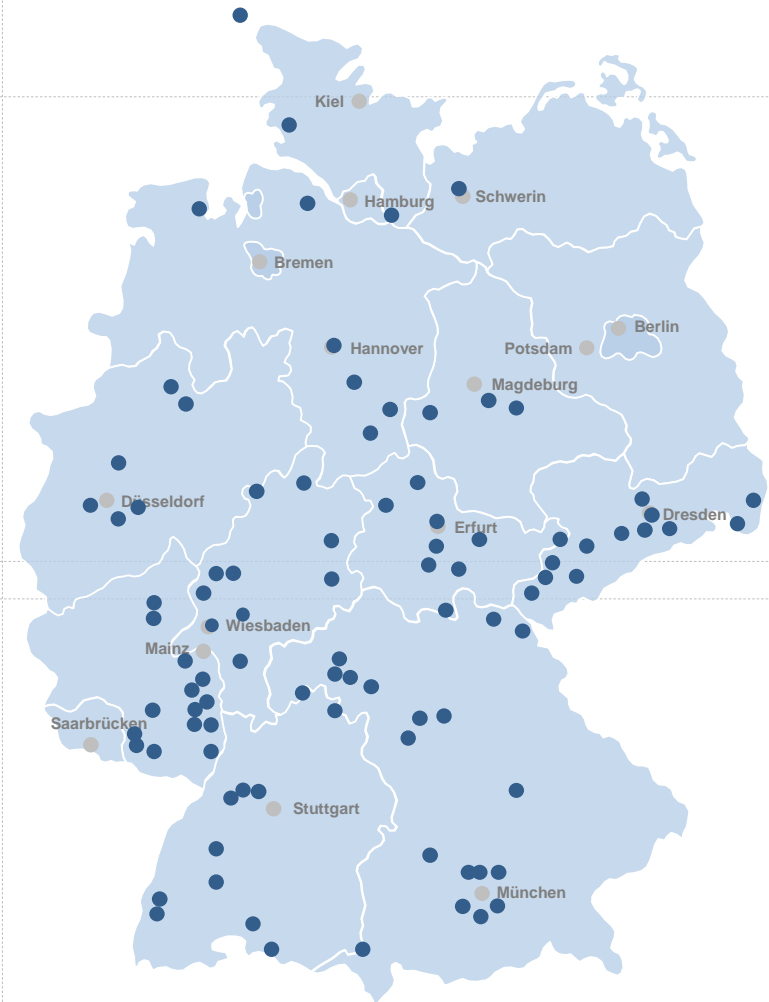 Kiel
Hamburg
Schwerin
Bremen
Berlin
Hannover
Potsdam
Magdeburg
Düsseldorf
Dresden
Erfurt
Wiesbaden
Mainz
Saarbrücken
Stuttgart
München